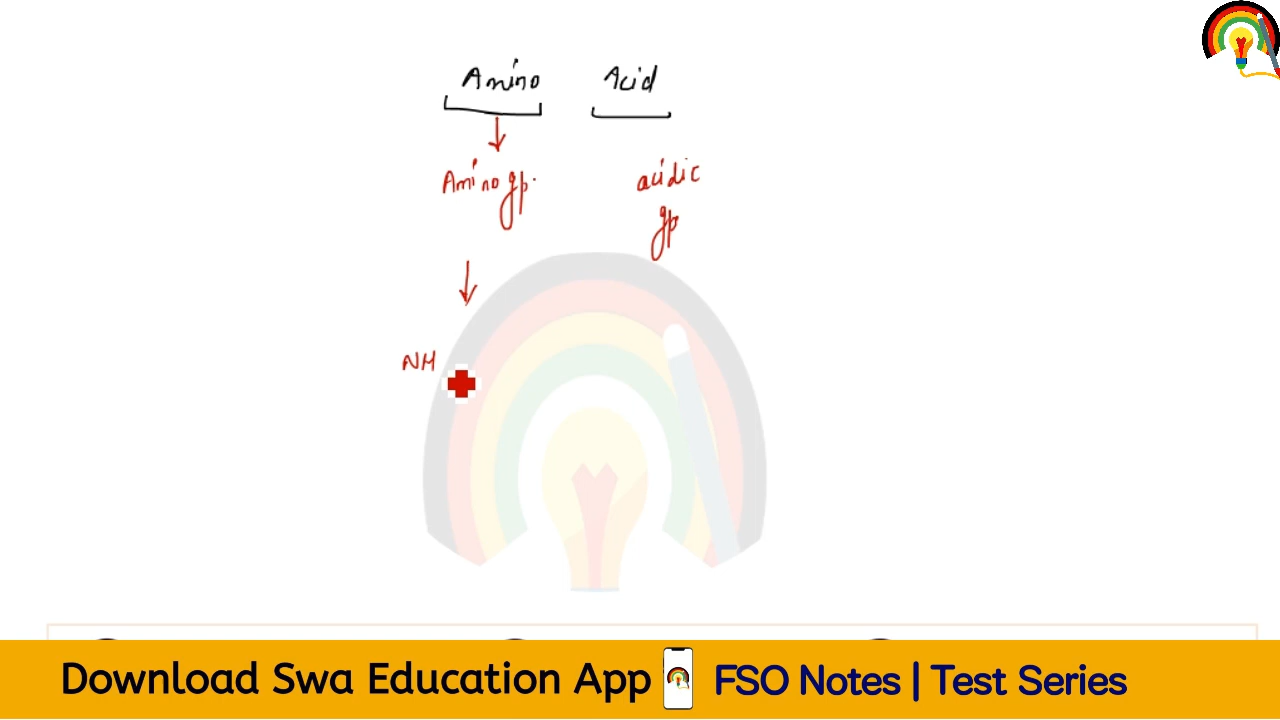 Amino Acid
Amino gp. acidic
gp
NH
Download Swa Education App FSO Notes | Test Series